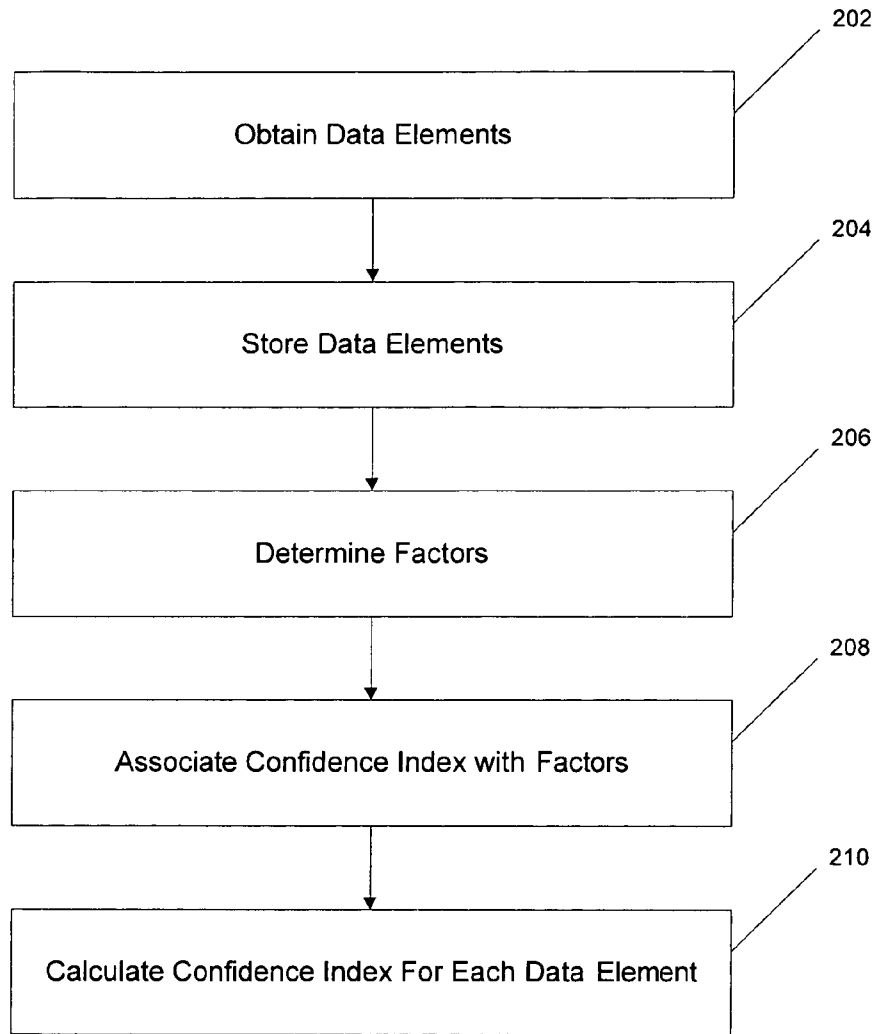 202
Obtain Data Elements
204
Store Data Elements
206
Determine Factors
208
Associate Confidence Index with Factors
210
Calculate Confidence Index For Each Data Element